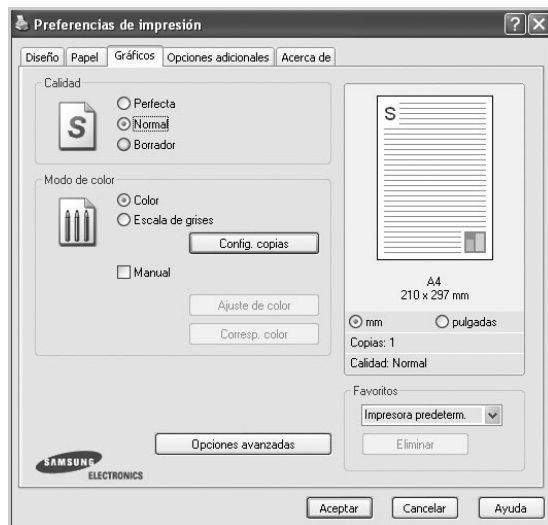 Preferencias de impresión
Diseño Papel Gráficos Opciones adicionales Acerca de
Calidad
S
Perfecta
Normal
Borrador
Modo de color
Color
Escala de grises
Config. copias
Manual
Ajuste de color
Corresp. color
Opciones avanzadas
SAMSUNG
ELECTRONICS
S
A4
210 x 297 mm
mm pulgadas
Copias: 1
Calidad: Normal
Favoritos
Impresora predeterm.
Eliminar
Aceptar Cancelar Ayuda